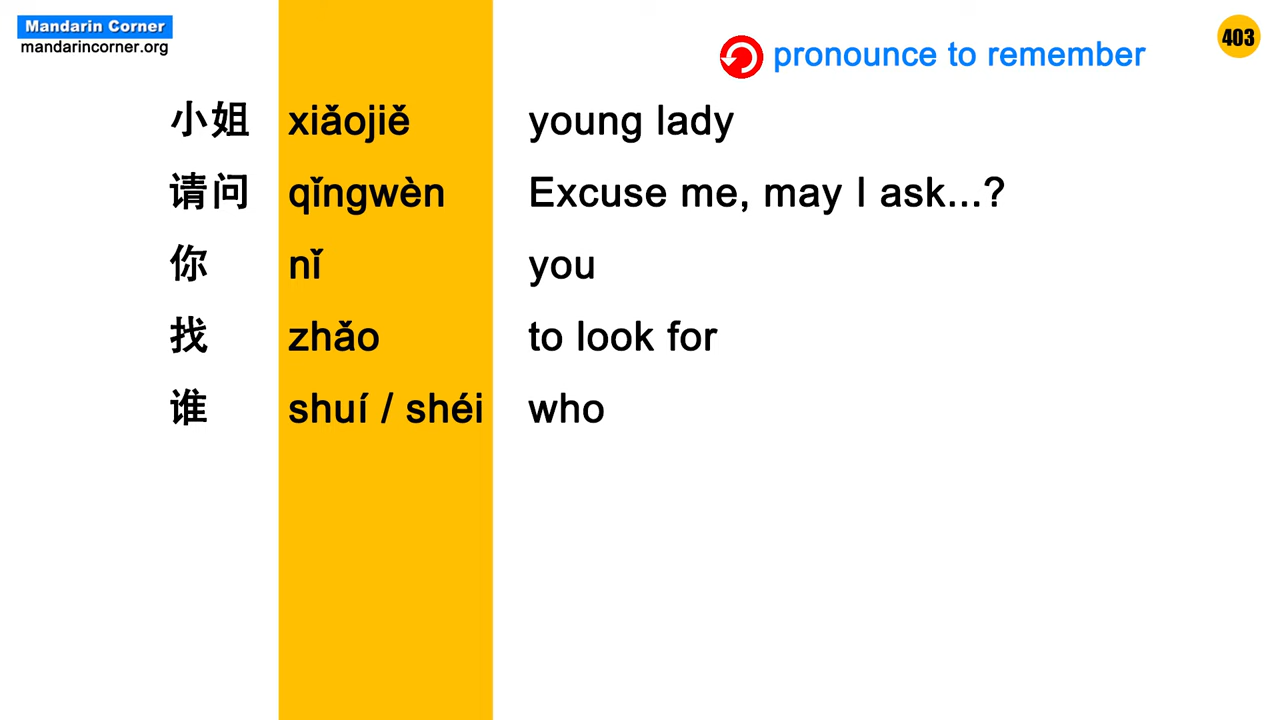 Mandarin Corner
mandarincorner.org
403
pronounce to remember
小姐 xiǎojiě young lady
请问 qǐngwèn Excuse me, may I ask...?
你 nǐ you
找 zhǎo to look for
谁 shuí / shéi who